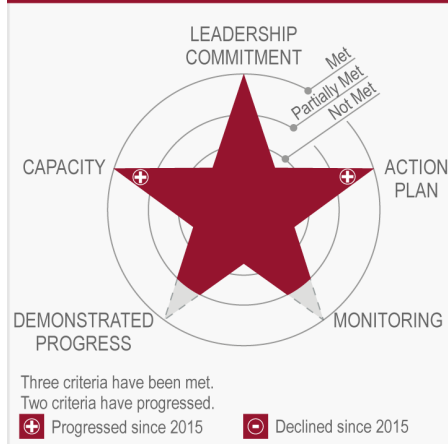 LEADERSHIP
COMMITMENT
Met
Partially Met
Not Met
CAPACITY
ACTION
PLAN
DEMONSTRATED
PROGRESS
MONITORING
Three criteria have been met.
Two criteria have progressed.
Progressed since 2015
Declined since 2015